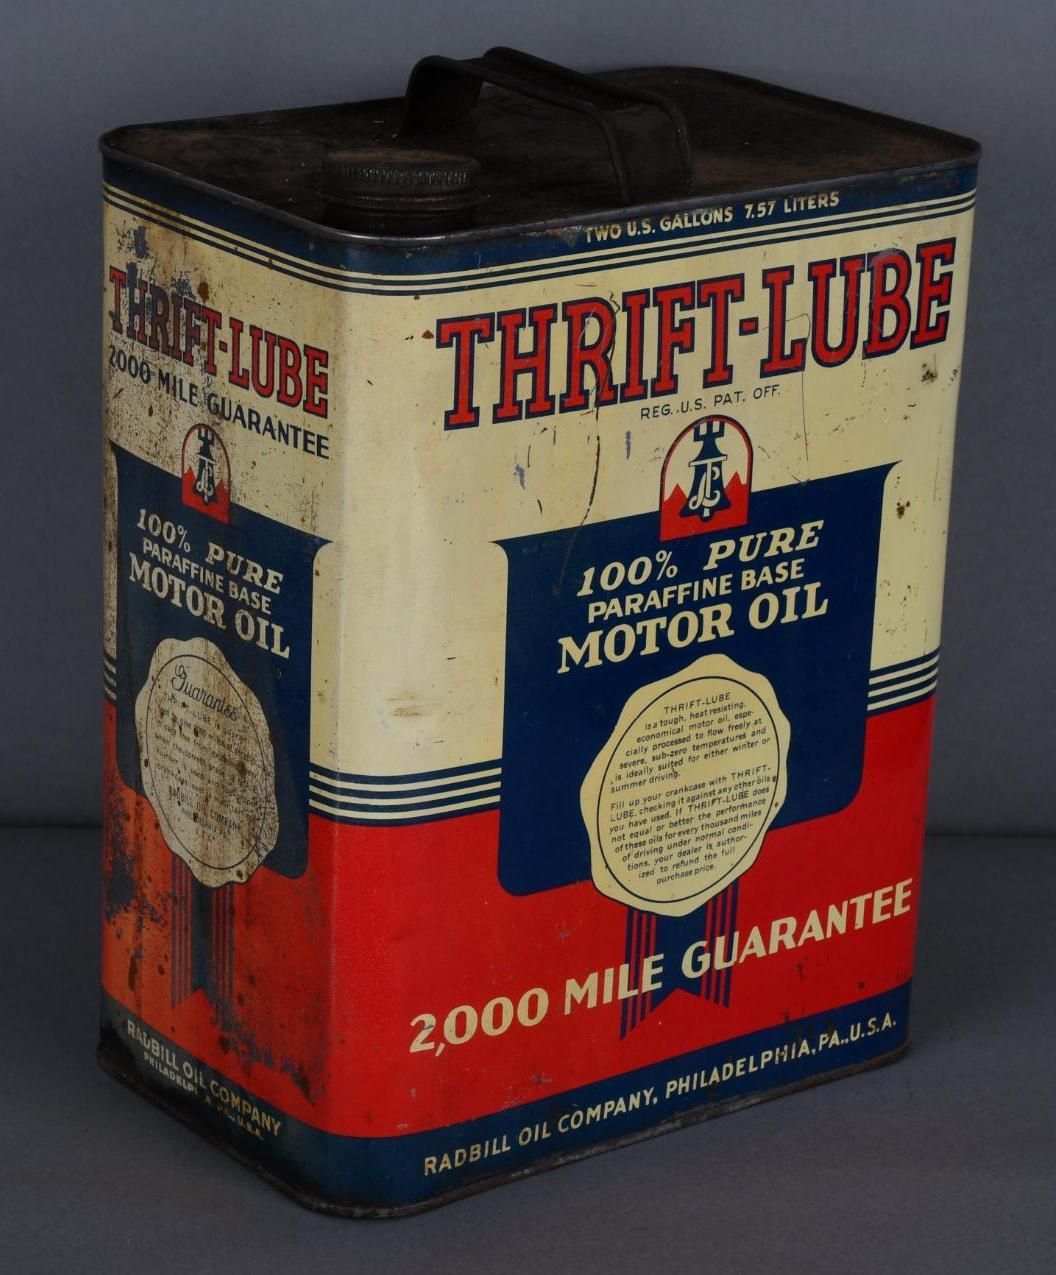 TWO U.S. GALLONS 7.57 LITERS
THRIFT-LUBE
REG. U.S. PAT. OFF.
100% PURE
PARAFFINE BASE
MOTOR OIL
THRIFT-LUBE
is a tough, heat resisting,
economical motor oil, espe-
cially processed to flow freely at
severe, sub-zero temperatures and
is ideally suited for either winter or
summer driving.
Fill up your crankcase with THRIFT-
LUBE, checking it against any other oils
you have used. If THRIFT-LUBE does
not equal or better the performance
of these oils for every thousand miles
of driving under normal condi-
tions, your dealer is author-
ized to refund the full
purchase price.
2,000 MILE GUARANTEE
RADBILL OIL COMPANY, PHILADELPHIA, PA., U.S.A.
THRIFT-LUBE
2000 MILE GUARANTEE
100% PURE
PARAFFINE BASE
MOTOR OIL
Guarantee
THRIFT-LUBE
RADBILL OIL COMPANY
RADBILL OIL COMPANY
PHILADELPHIA, PA., U.S.A.